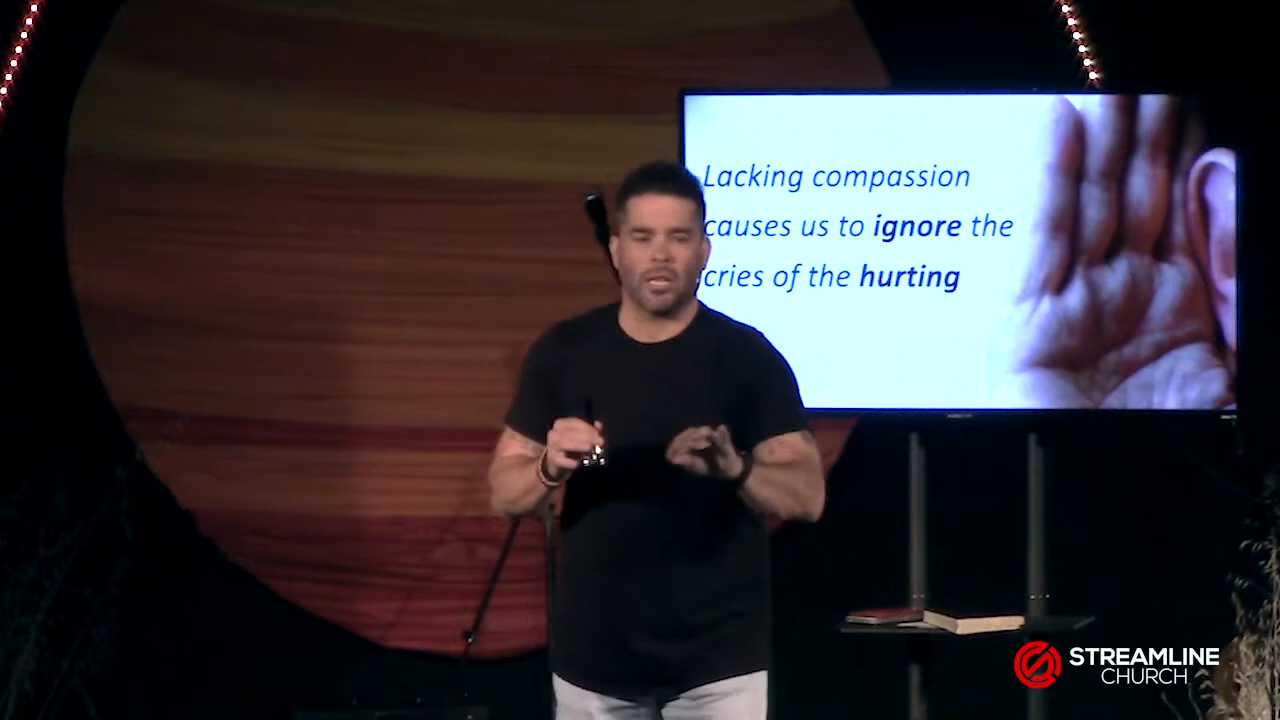 Lacking compassion
causes us to ignore the
cries of the hurting
STREAMLINE
CHURCH